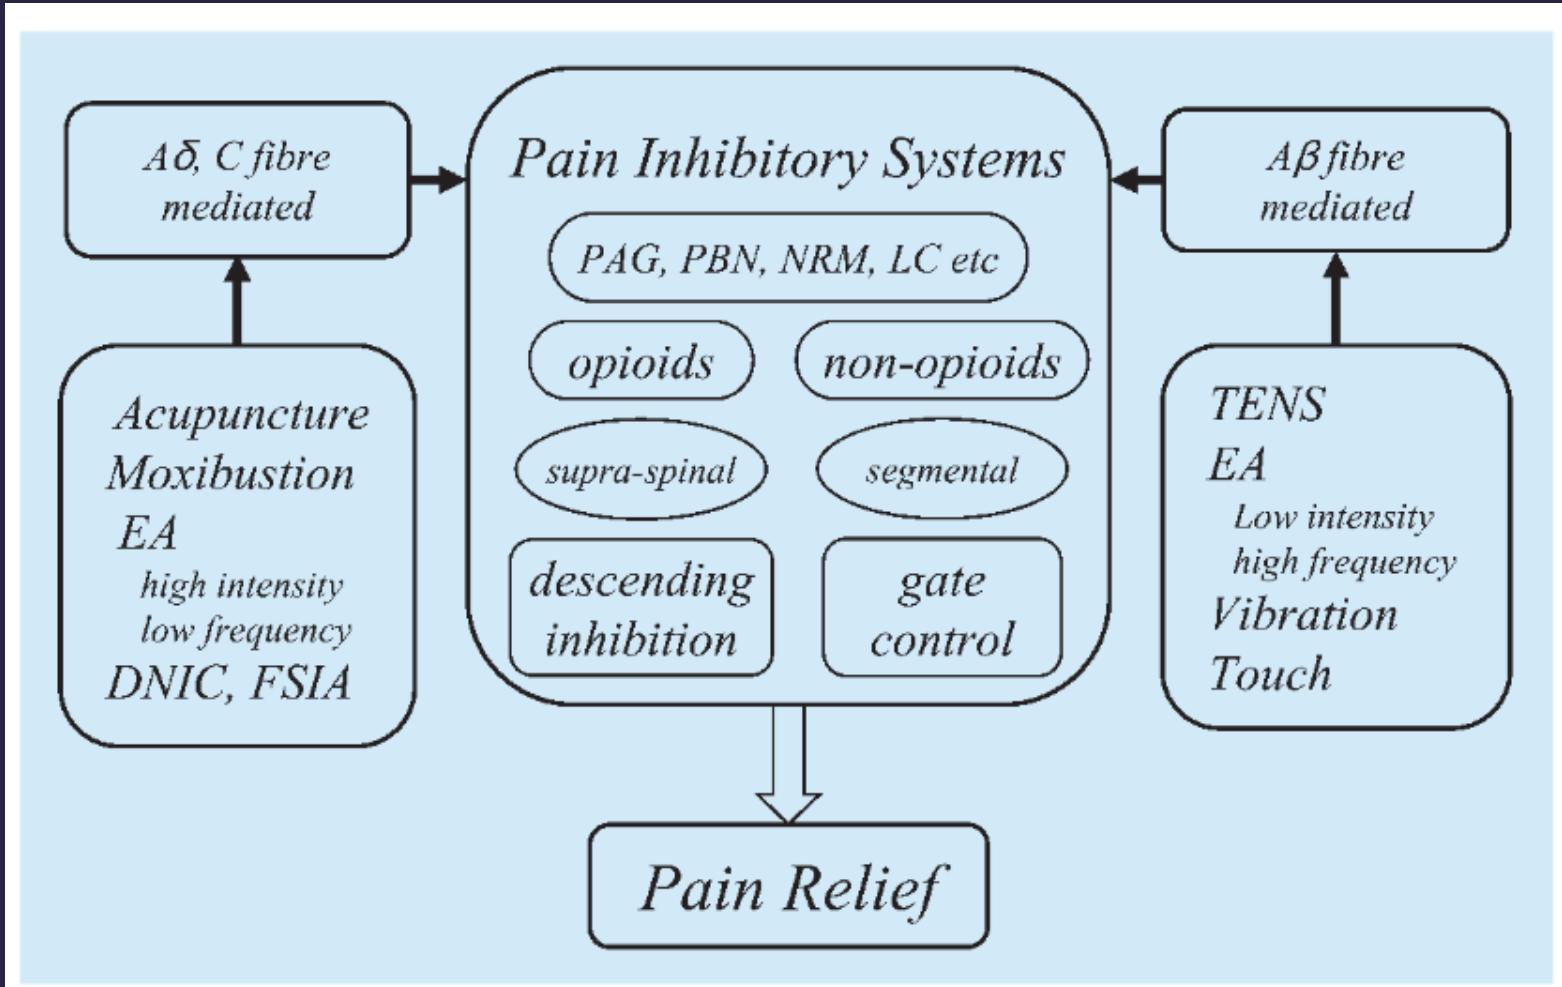 Aδ, C fibre
mediated
Acupuncture
Moxibustion
EA
high intensity
low frequency
DNIC, FSIA
Pain Inhibitory Systems
PAG, PBN, NRM, LC etc
opioids
non-opioids
supra-spinal
segmental
descending
inhibition
gate
control
Aβ fibre
mediated
TENS
EA
Low intensity
high frequency
Vibration
Touch
Pain Relief